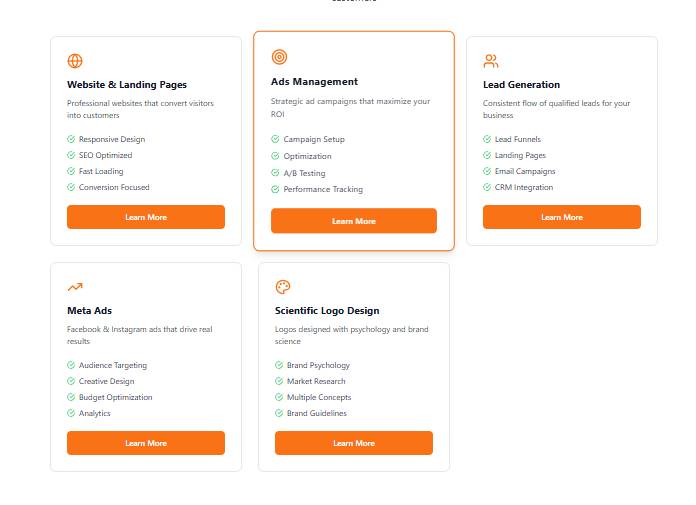 Website & Landing Pages
Professional websites that convert visitors
into customers
Responsive Design
SEO Optimized
Fast Loading
Conversion Focused
Learn More
Ads Management
Strategic ad campaigns that maximize your
ROI
Campaign Setup
Optimization
A/B Testing
Performance Tracking
Learn More
Lead Generation
Consistent flow of qualified leads for your
business
Lead Funnels
Landing Pages
Email Campaigns
CRM Integration
Learn More
Meta Ads
Facebook & Instagram ads that drive real
results
Audience Targeting
Creative Design
Budget Optimization
Analytics
Learn More
Scientific Logo Design
Logos designed with psychology and brand
science
Brand Psychology
Market Research
Multiple Concepts
Brand Guidelines
Learn More